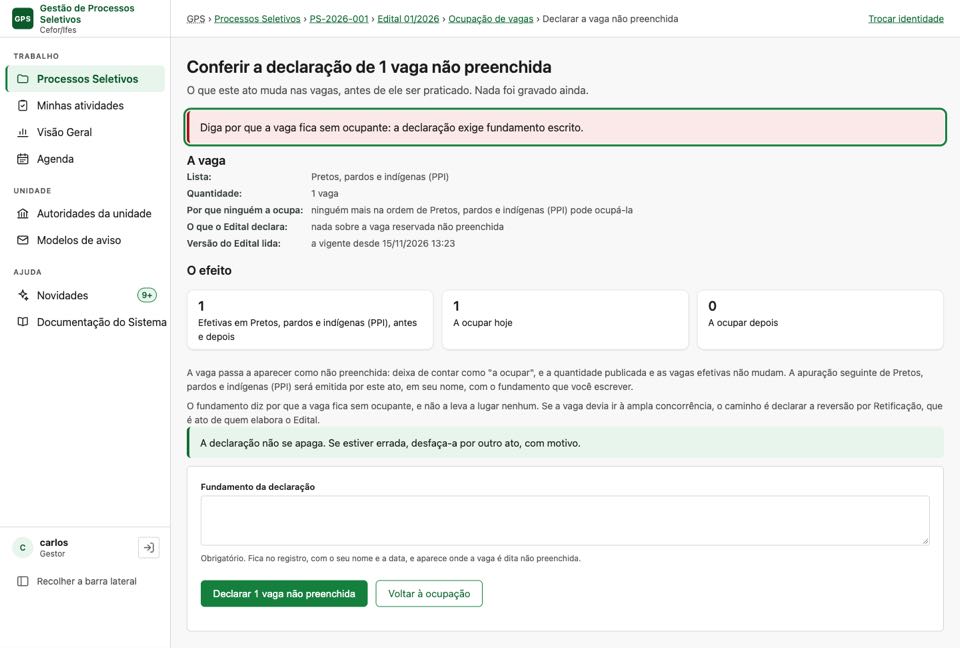 GPS
Gestão de Processos
Seletivos
Cefor/Ifes
GPS › Processos Seletivos › PS-2026-001 › Edital 01/2026 › Ocupação de vagas › Declarar a vaga não preenchida
Trocar identidade
TRABALHO
Processos Seletivos
Minhas atividades
Visão Geral
Agenda
UNIDADE
Autoridades da unidade
Modelos de aviso
AJUDA
Novidades
9+
Documentação do Sistema
C
carlos
Gestor
Recolher a barra lateral
Conferir a declaração de 1 vaga não preenchida
O que este ato muda nas vagas, antes de ele ser praticado. Nada foi gravado ainda.
Diga por que a vaga fica sem ocupante: a declaração exige fundamento escrito.
A vaga
Lista: Pretos, pardos e indígenas (PPI)
Quantidade: 1 vaga
Por que ninguém a ocupa: ninguém mais na ordem de Pretos, pardos e indígenas (PPI) pode ocupá-la
O que o Edital declara: nada sobre a vaga reservada não preenchida
Versão do Edital lida: a vigente desde 15/11/2026 13:23
O efeito
1
Efetivas em Pretos, pardos e indígenas (PPI), antes
e depois
1
A ocupar hoje
0
A ocupar depois
A vaga passa a aparecer como não preenchida: deixa de contar como "a ocupar", e a quantidade publicada e as vagas efetivas não mudam. A apuração seguinte de Pretos,
pardos e indígenas (PPI) será emitida por este ato, em seu nome, com o fundamento que você escrever.
O fundamento diz por que a vaga fica sem ocupante, e não a leva a lugar nenhum. Se a vaga devia ir à ampla concorrência, o caminho é declarar a reversão por Retificação, que
é ato de quem elabora o Edital.
A declaração não se apaga. Se estiver errada, desfaça-a por outro ato, com motivo.
Fundamento da declaração
Obrigatório. Fica no registro, com o seu nome e a data, e aparece onde a vaga é dita não preenchida.
Declarar 1 vaga não preenchida
Voltar à ocupação